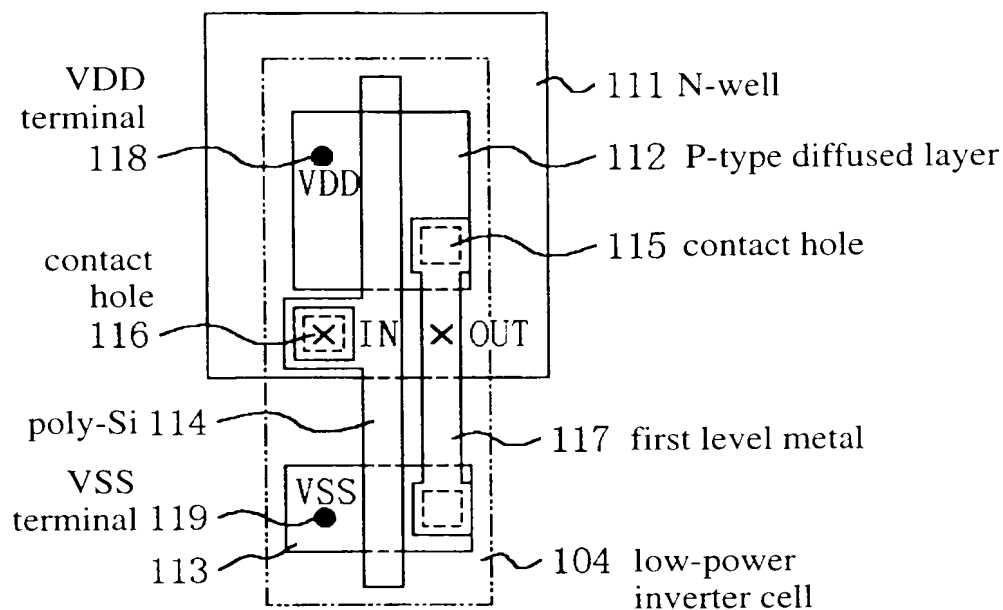 VDD
terminal
118
VDD
111 N-well
112 P-type diffused layer
115 contact hole
contact
hole
116
IN
OUT
poly-Si 114
117 first level metal
VSS
terminal 119
VSS
113
104 low-power
inverter cell